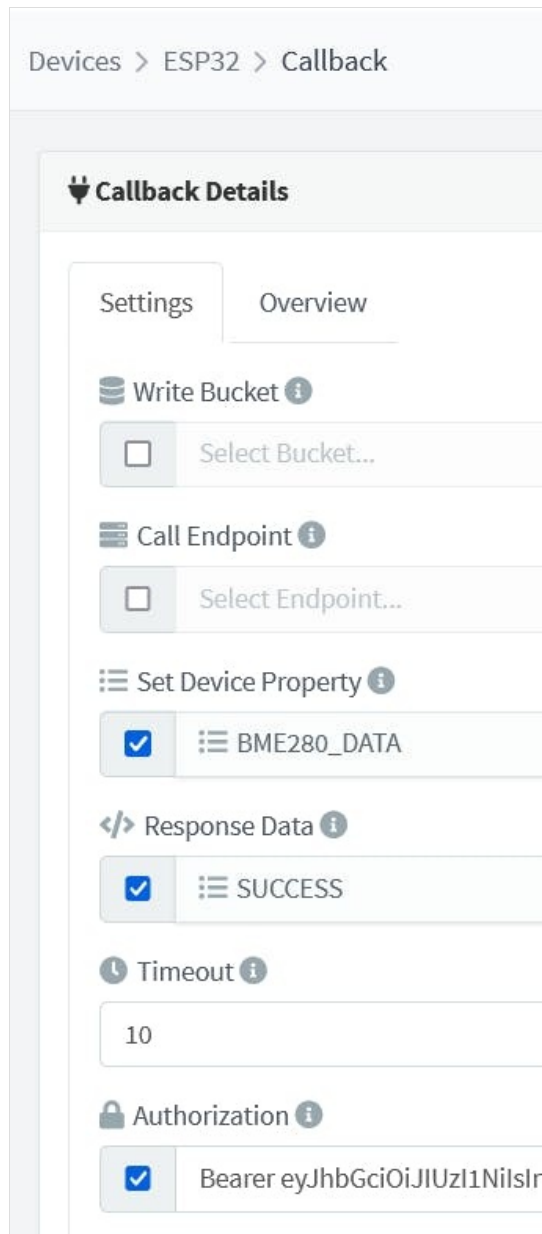 Devices > ESP32 > Callback
Callback Details
Settings Overview
Write Bucket
Select Bucket...
Call Endpoint
Select Endpoint...
Set Device Property
BME280_DATA
</> Response Data
SUCCESS
Timeout
10
Authorization
Bearer eyJhbGciOiJIUzI1NiIsIn